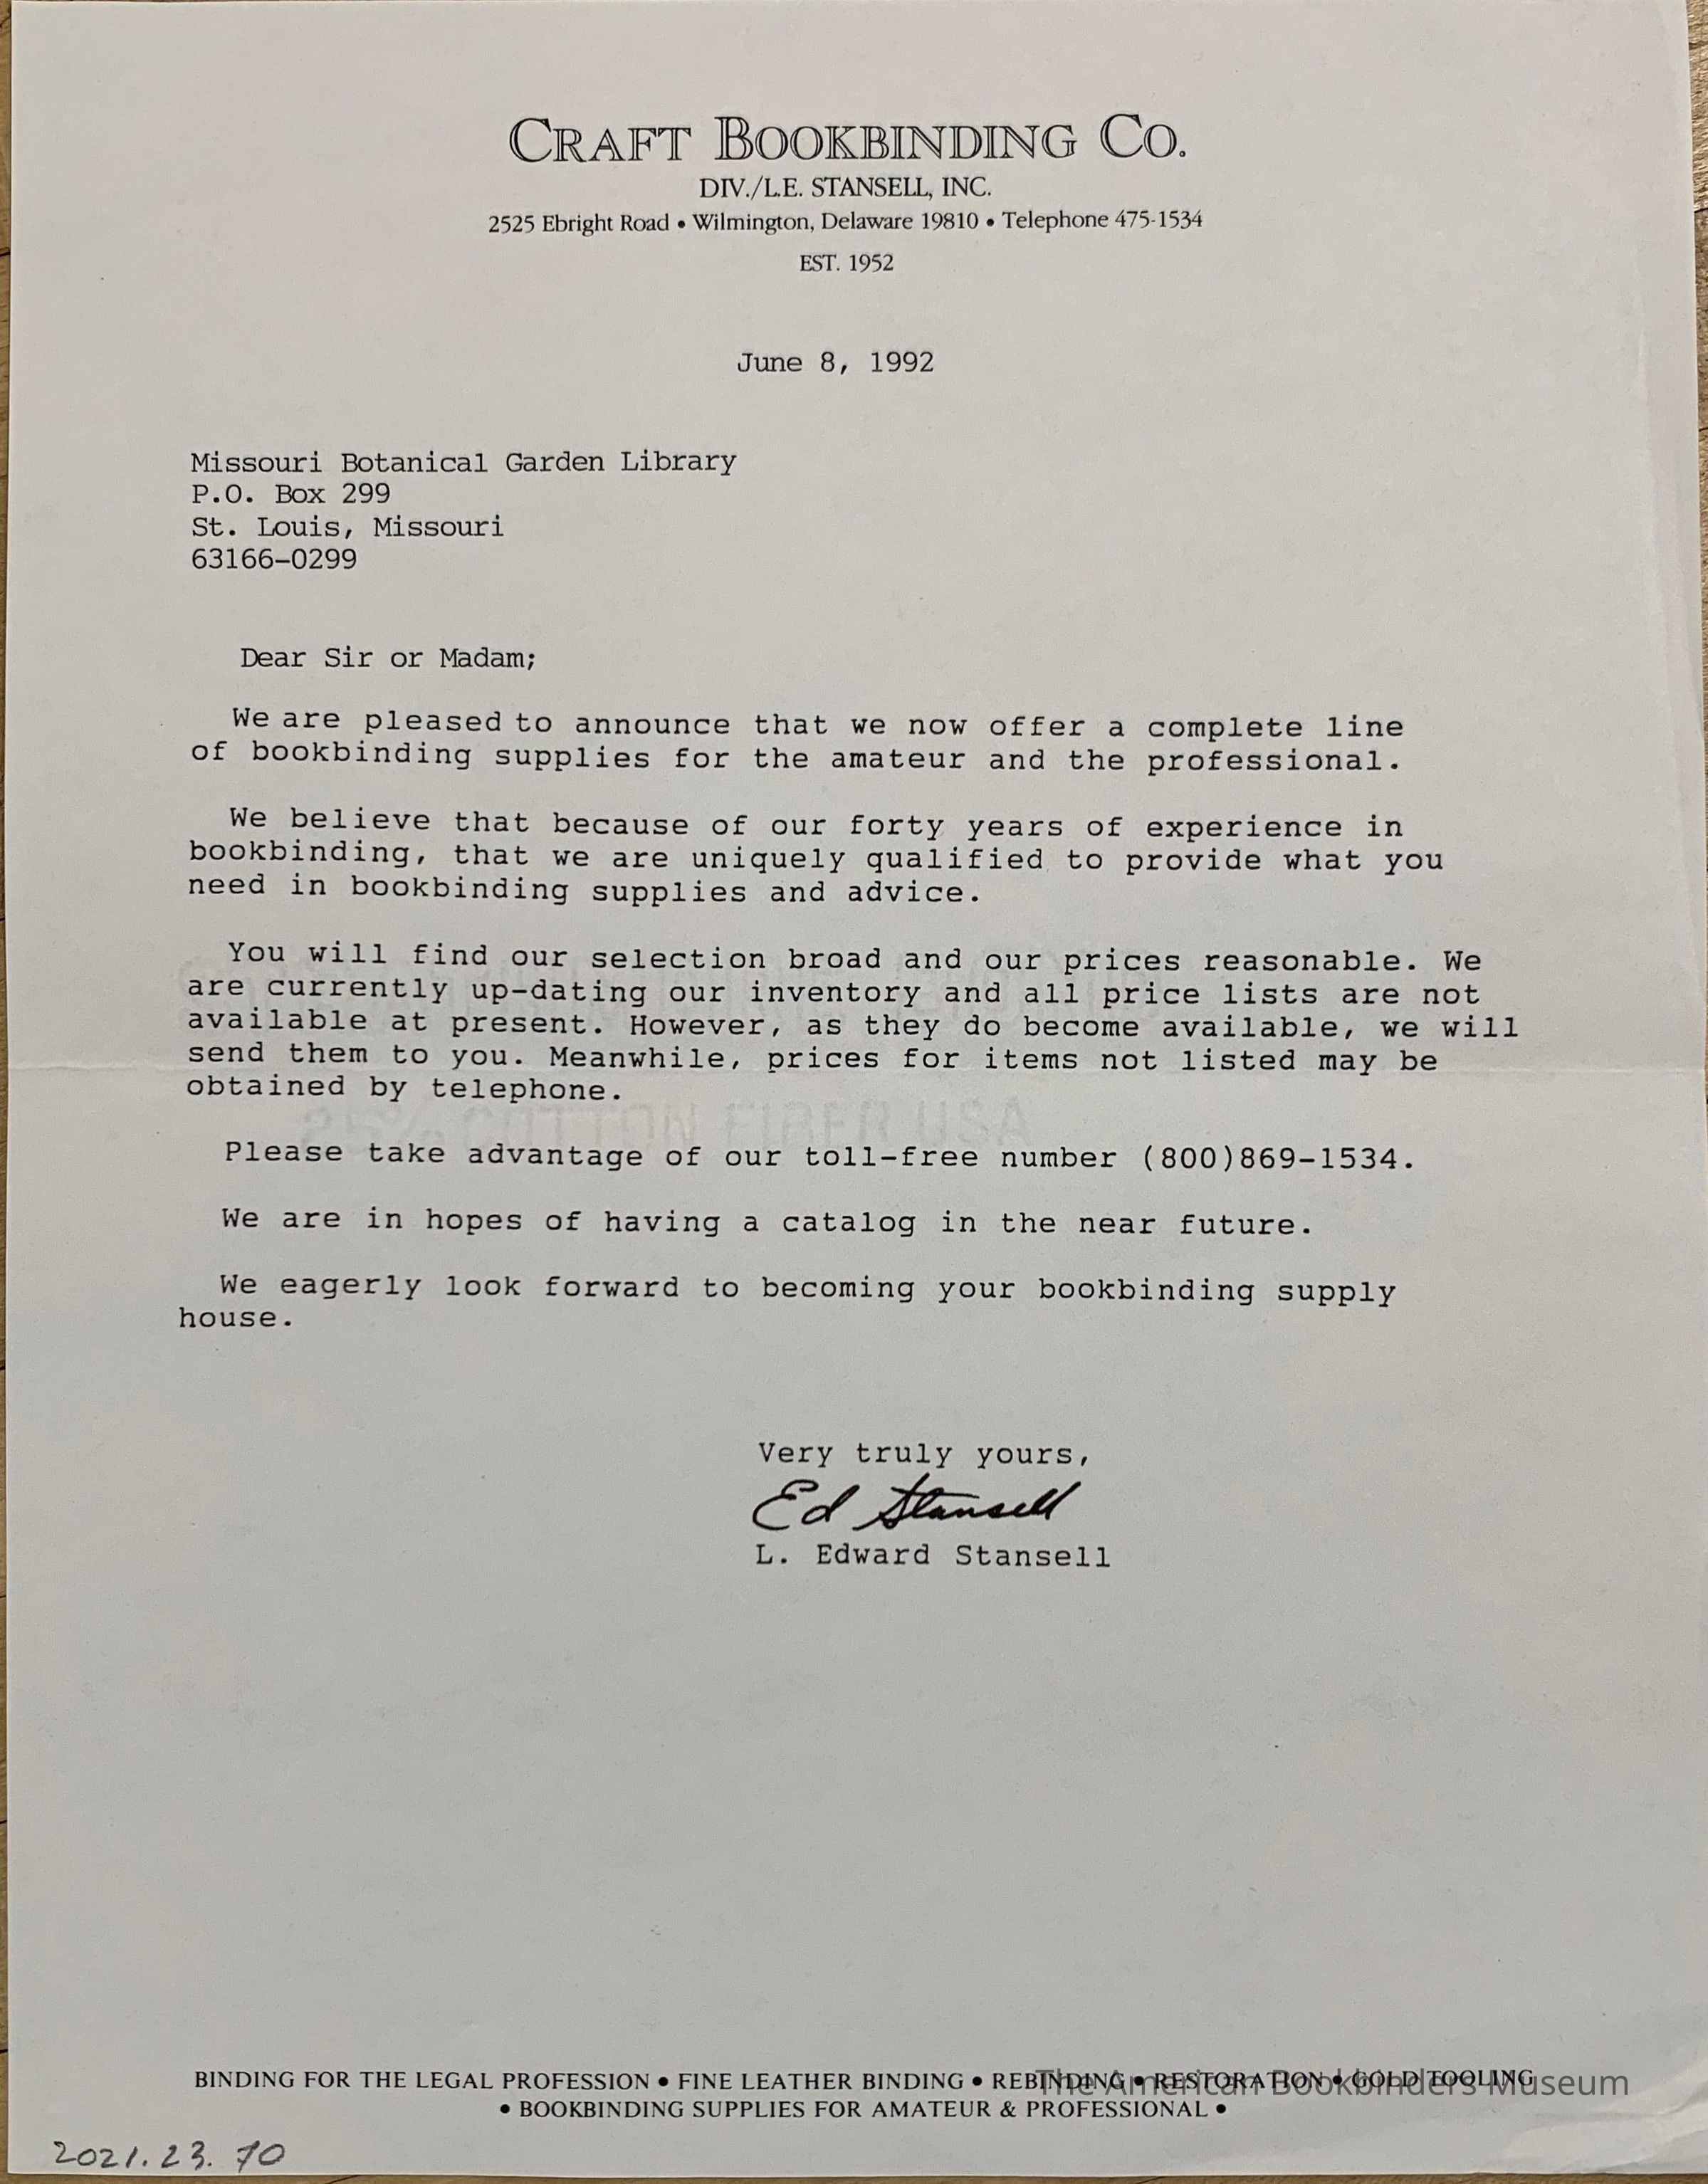 CRAFT BOOKBINDING CO.
DIV./L.E. STANSELL, INC.
2525 Ebright Road • Wilmington, Delaware 19810 • Telephone 475-1534
EST. 1952
June 8, 1992
Missouri Botanical Garden Library
P.O. Box 299
St. Louis, Missouri
63166-0299
Dear Sir or Madam;
We are pleased to announce that we now offer a complete line
of bookbinding supplies for the amateur and the professional.
We believe that because of our forty years of experience in
bookbinding, that we are uniquely qualified to provide what you
need in bookbinding supplies and advice.
You will find our selection broad and our prices reasonable. We
are currently up-dating our inventory and all price lists are not
available at present. However, as they do become available, we will
send them to you. Meanwhile, prices for items not listed may be
obtained by telephone.
25% COTTON FIBER USA
Please take advantage of our toll-free number (800)869-1534.
We are in hopes of having a catalog in the near future.
We eagerly look forward to becoming your bookbinding supply
house.
Very truly yours,
Ed Stansell
L. Edward Stansell
BINDING FOR THE LEGAL PROFESSION • FINE LEATHER BINDING • REBINDING • RESTORATION • GOLD TOOLING
The American Bookbinders Museum
• BOOKBINDING SUPPLIES FOR AMATEUR & PROFESSIONAL •
2021.23.70